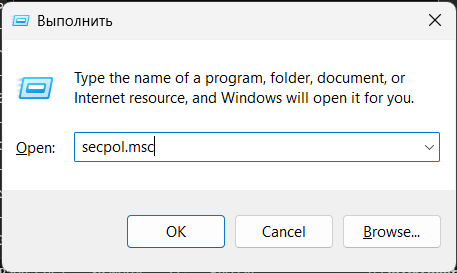 Выполнить
Type the name of a program, folder, document, or
Internet resource, and Windows will open it for you.
Open: secpol.msc
OK Cancel Browse...